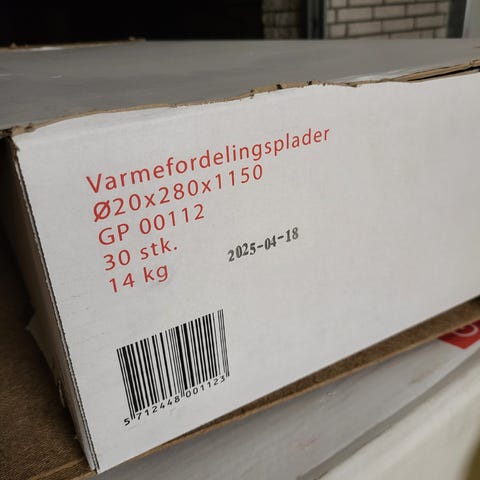 Varmefordelingsplader
Ø20x280x1150
GP 00112
30 stk.
14 kg
2025-04-18
5 712448 001123